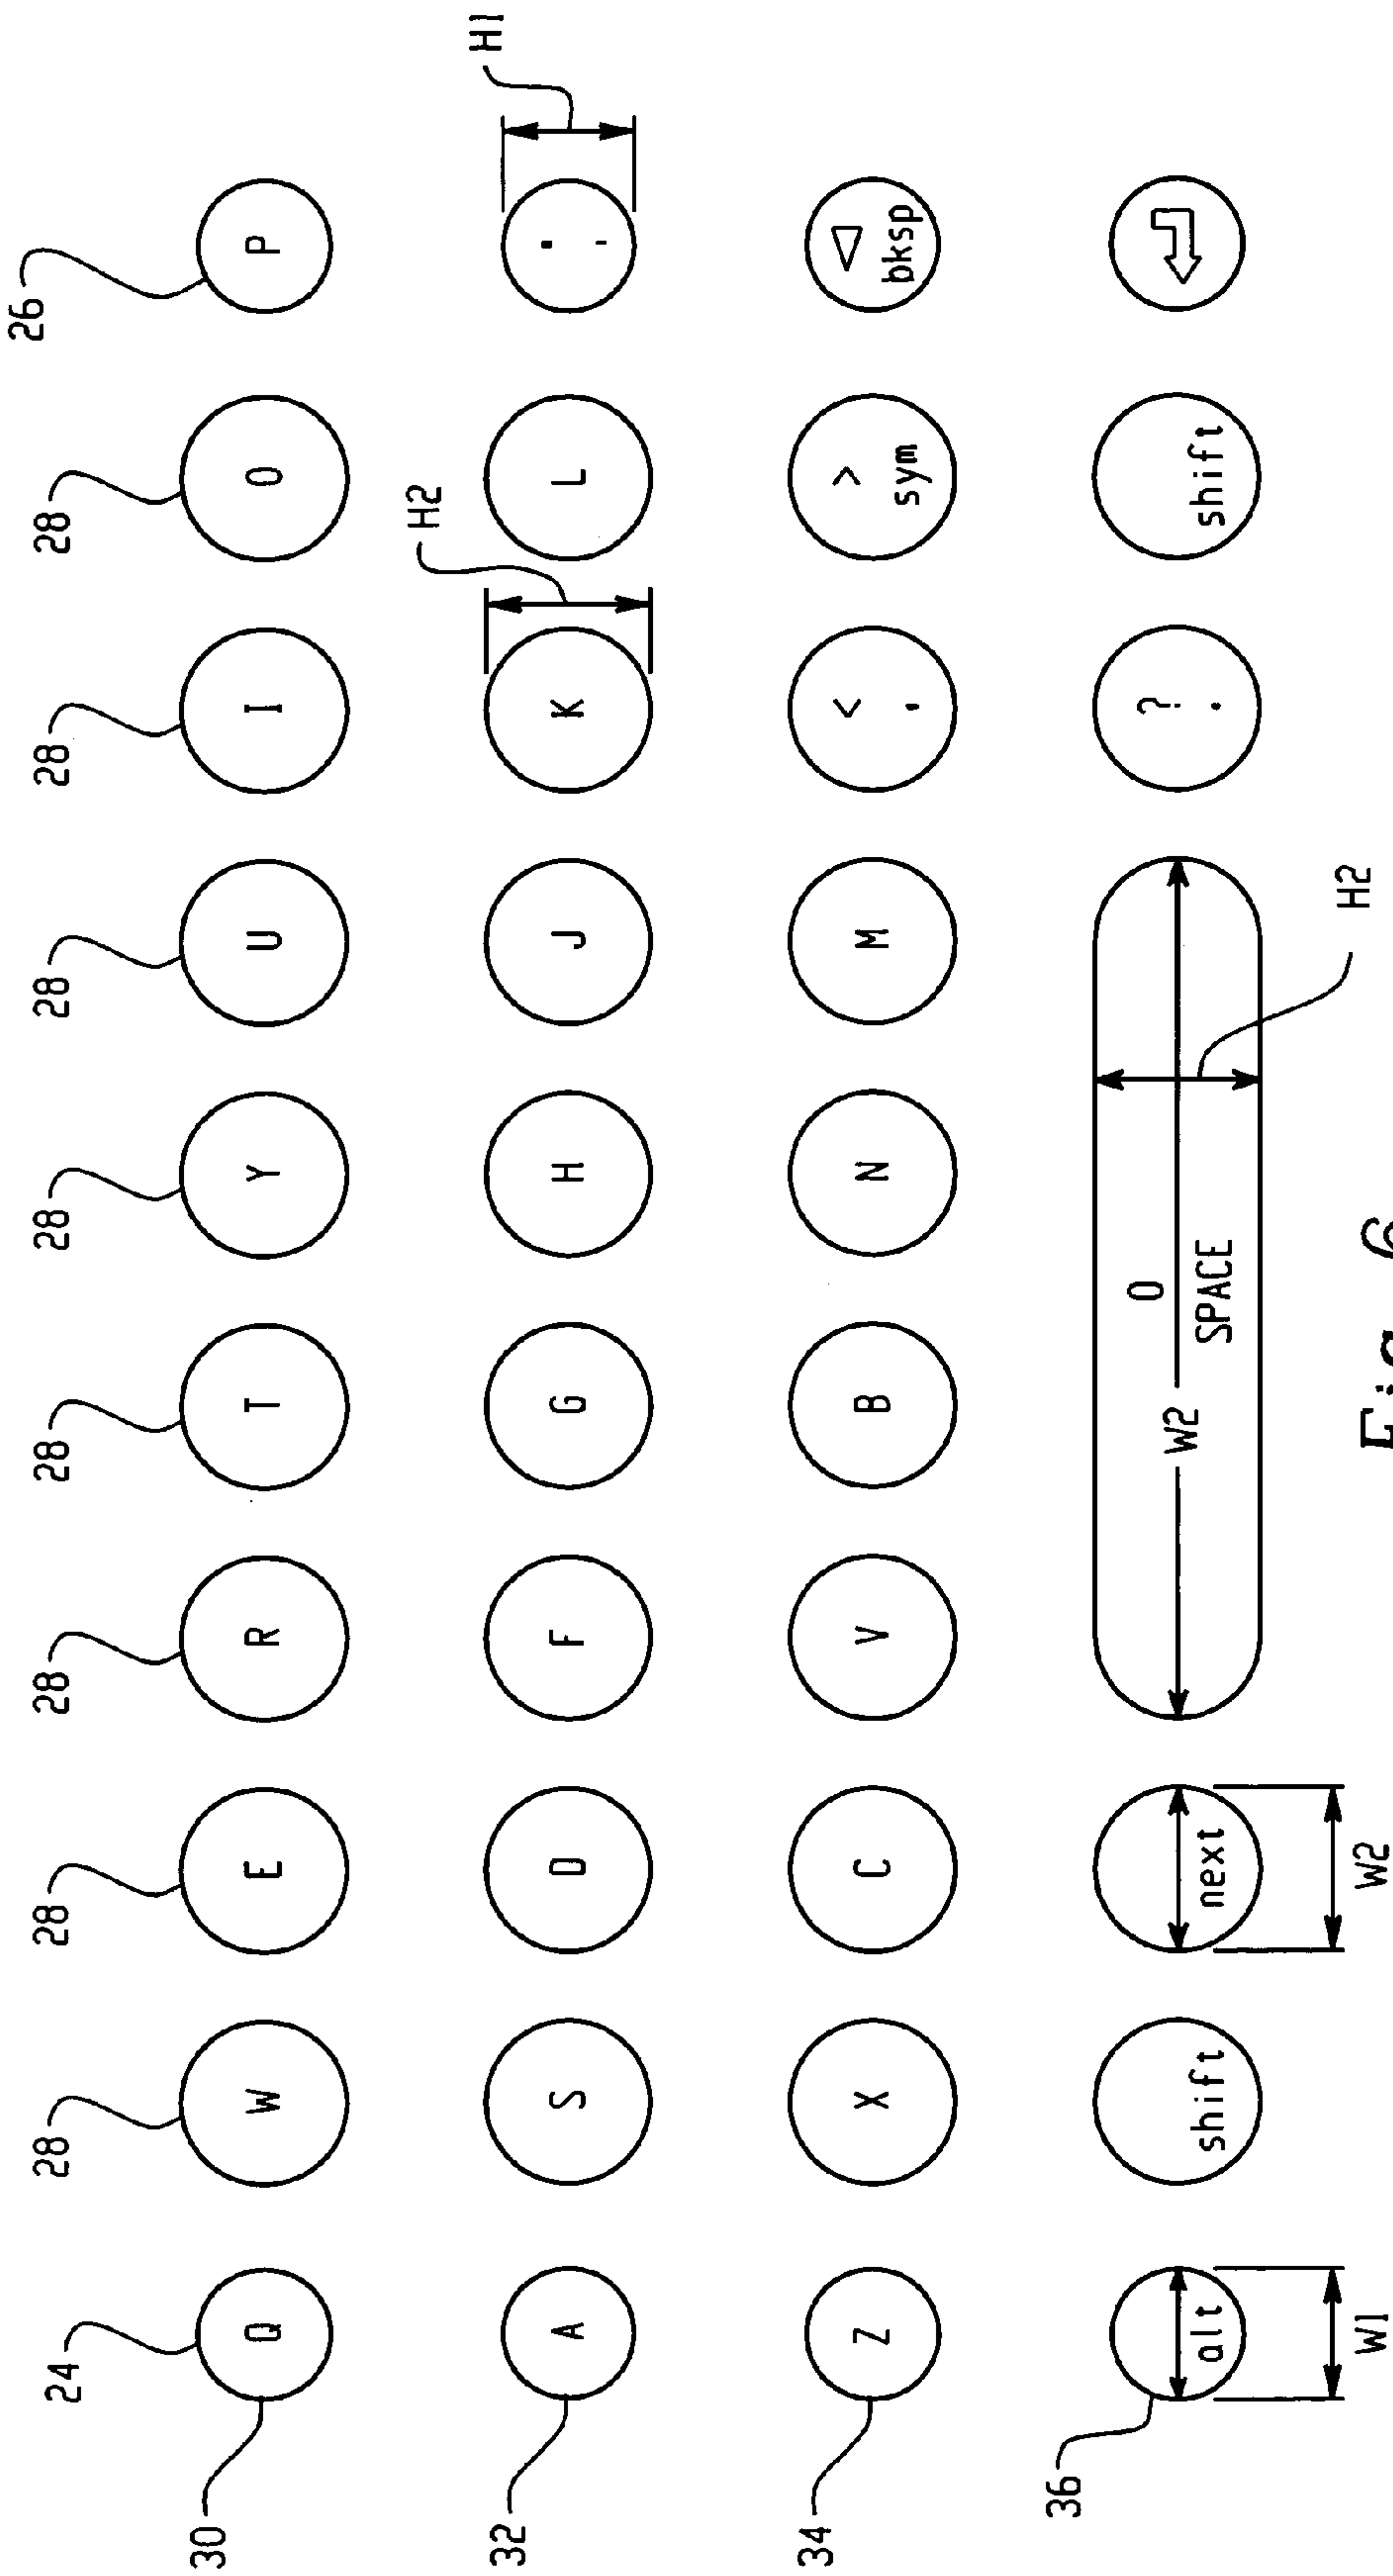 24 28 28 28 28 28 28 28 28 26
30 Q W E R T Y U I O P
H2 H1
32 A S D F G H J K L
34 Z X C V B N M < , > sym bksp
36 alt shift next W2 0 SPACE ? . shift
H2
W1 W2
Fig. 6